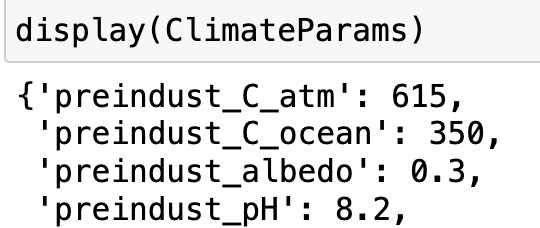 display(ClimateParams)
{'preindust_C_atm': 615,
'preindust_C_ocean': 350,
'preindust_albedo': 0.3,
'preindust_pH': 8.2,